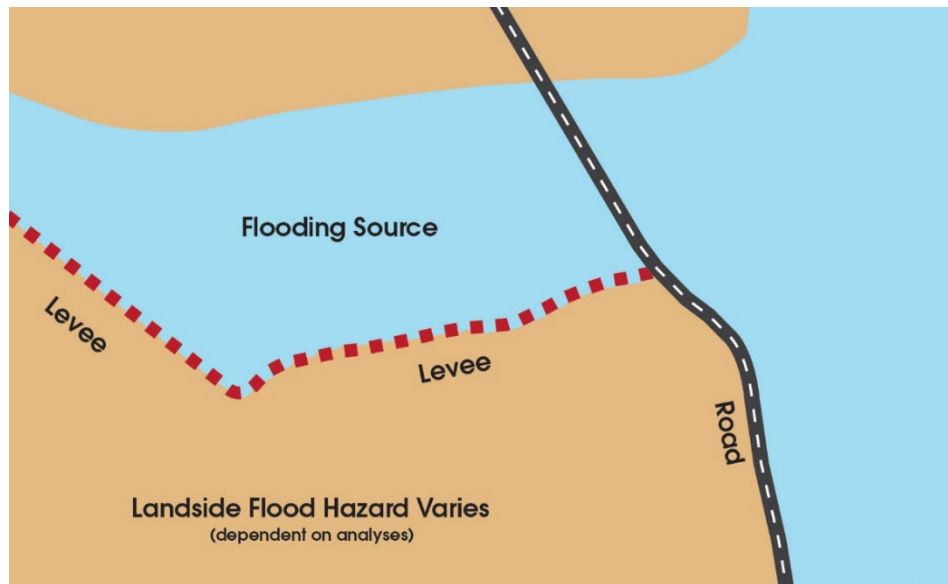 Flooding Source
Levee
Levee
Road
Landside Flood Hazard Varies
(dependent on analyses)